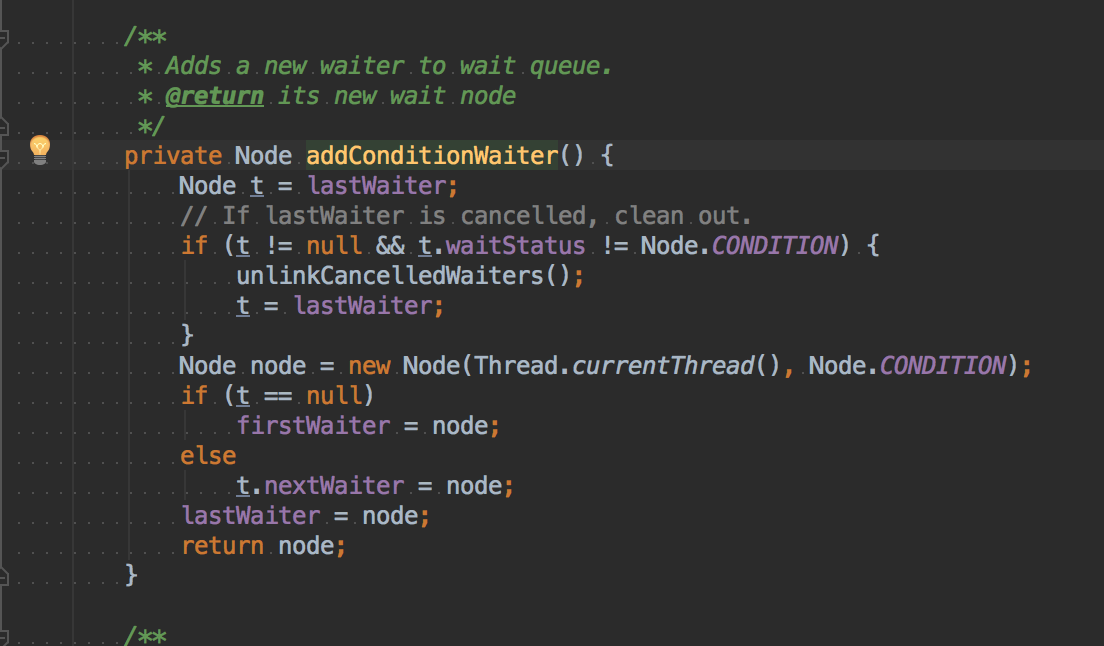 /**
* Adds a new waiter to wait queue.
* @return its new wait node
*/
private Node addConditionWaiter() {
Node t = lastWaiter;
// If lastWaiter is cancelled, clean out.
if (t != null && t.waitStatus != Node.CONDITION) {
unlinkCancelledWaiters();
t = lastWaiter;
}
Node node = new Node(Thread.currentThread(), Node.CONDITION);
if (t == null)
firstWaiter = node;
else
t.nextWaiter = node;
lastWaiter = node;
return node;
}
/**